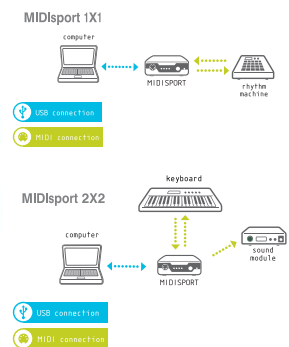 MIDIsport 1X1
computer
MIDISPORT
rhythm
machine
USB connection
MIDI connection
keyboard
MIDIsport 2X2
computer
sound
module
MIDISPORT
USB connection
MIDI connection